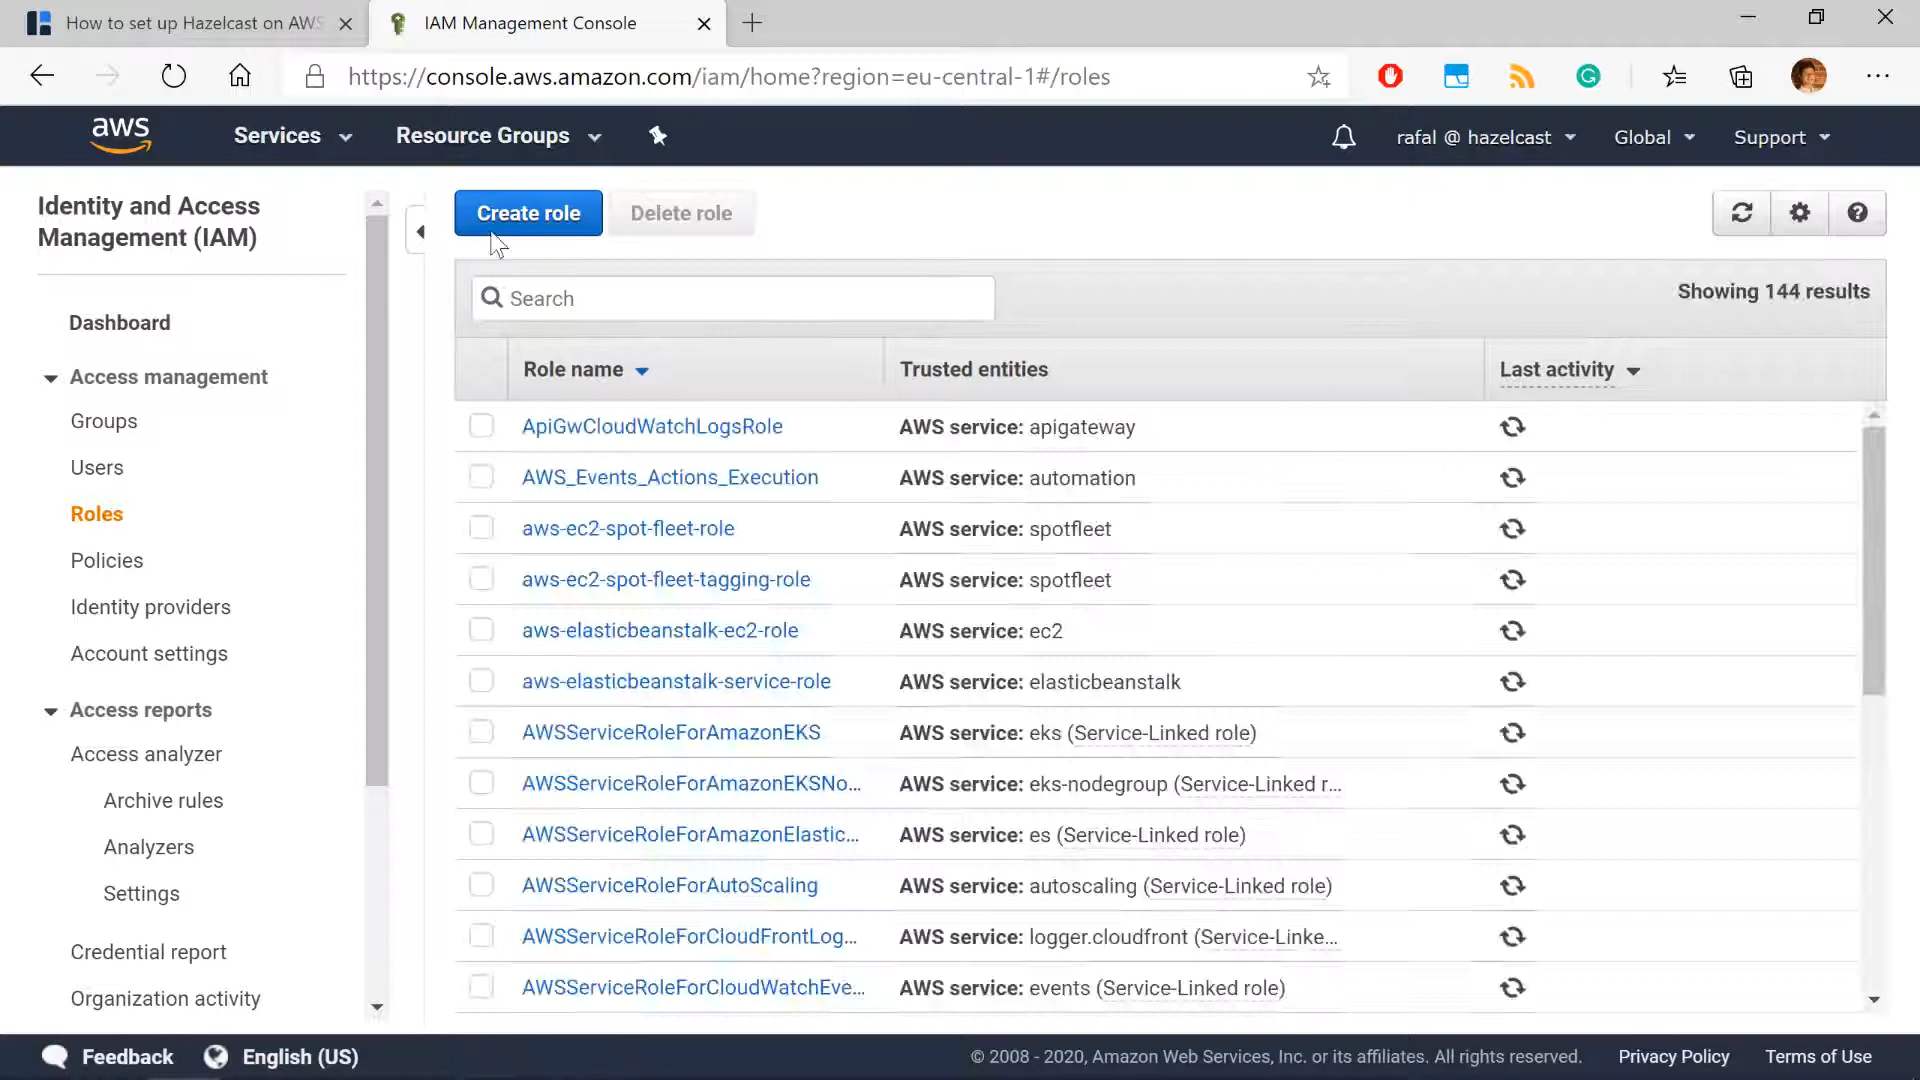 How to set up Hazelcast on AWS
IAM Management Console
https://console.aws.amazon.com/iam/home?region=eu-central-1#/roles
aws
Services
Resource Groups
rafal @ hazelcast
Global
Support
Identity and Access
Management (IAM)
Dashboard
Access management
Groups
Users
Roles
Policies
Identity providers
Account settings
Access reports
Access analyzer
Archive rules
Analyzers
Settings
Credential report
Organization activity
Create role
Delete role
Search
Showing 144 results
Role name
Trusted entities
Last activity
ApiGwCloudWatchLogsRole
AWS service: apigateway
AWS_Events_Actions_Execution
AWS service: automation
aws-ec2-spot-fleet-role
AWS service: spotfleet
aws-ec2-spot-fleet-tagging-role
AWS service: spotfleet
aws-elasticbeanstalk-ec2-role
AWS service: ec2
aws-elasticbeanstalk-service-role
AWS service: elasticbeanstalk
AWSServiceRoleForAmazonEKS
AWS service: eks (Service-Linked role)
AWSServiceRoleForAmazonEKSNo...
AWS service: eks-nodegroup (Service-Linked r...
AWSServiceRoleForAmazonElastic...
AWS service: es (Service-Linked role)
AWSServiceRoleForAutoScaling
AWS service: autoscaling (Service-Linked role)
AWSServiceRoleForCloudFrontLog...
AWS service: logger.cloudfront (Service-Linke...
AWSServiceRoleForCloudWatchEve...
AWS service: events (Service-Linked role)
Feedback
English (US)
© 2008 - 2020, Amazon Web Services, Inc. or its affiliates. All rights reserved.
Privacy Policy
Terms of Use